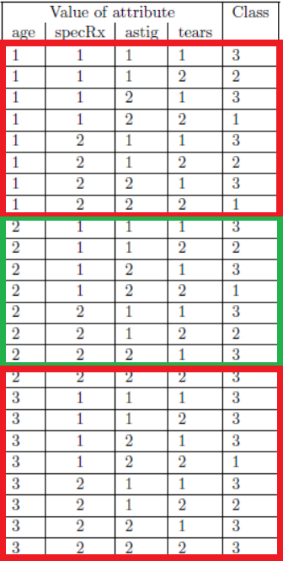 Value of attribute Class
age specRx astig tears
1 1 1 1 3
1 1 1 2 2
1 1 2 1 3
1 1 2 2 1
1 2 1 1 3
1 2 1 2 2
1 2 2 1 3
1 2 2 2 1
2 1 1 1 3
2 1 1 2 2
2 1 2 1 3
2 1 2 2 1
2 2 1 1 3
2 2 1 2 2
2 2 2 1 3
2 2 2 2 3
3 1 1 1 3
3 1 1 2 3
3 1 2 1 3
3 1 2 2 1
3 2 1 1 3
3 2 1 2 2
3 2 2 1 3
3 2 2 2 3